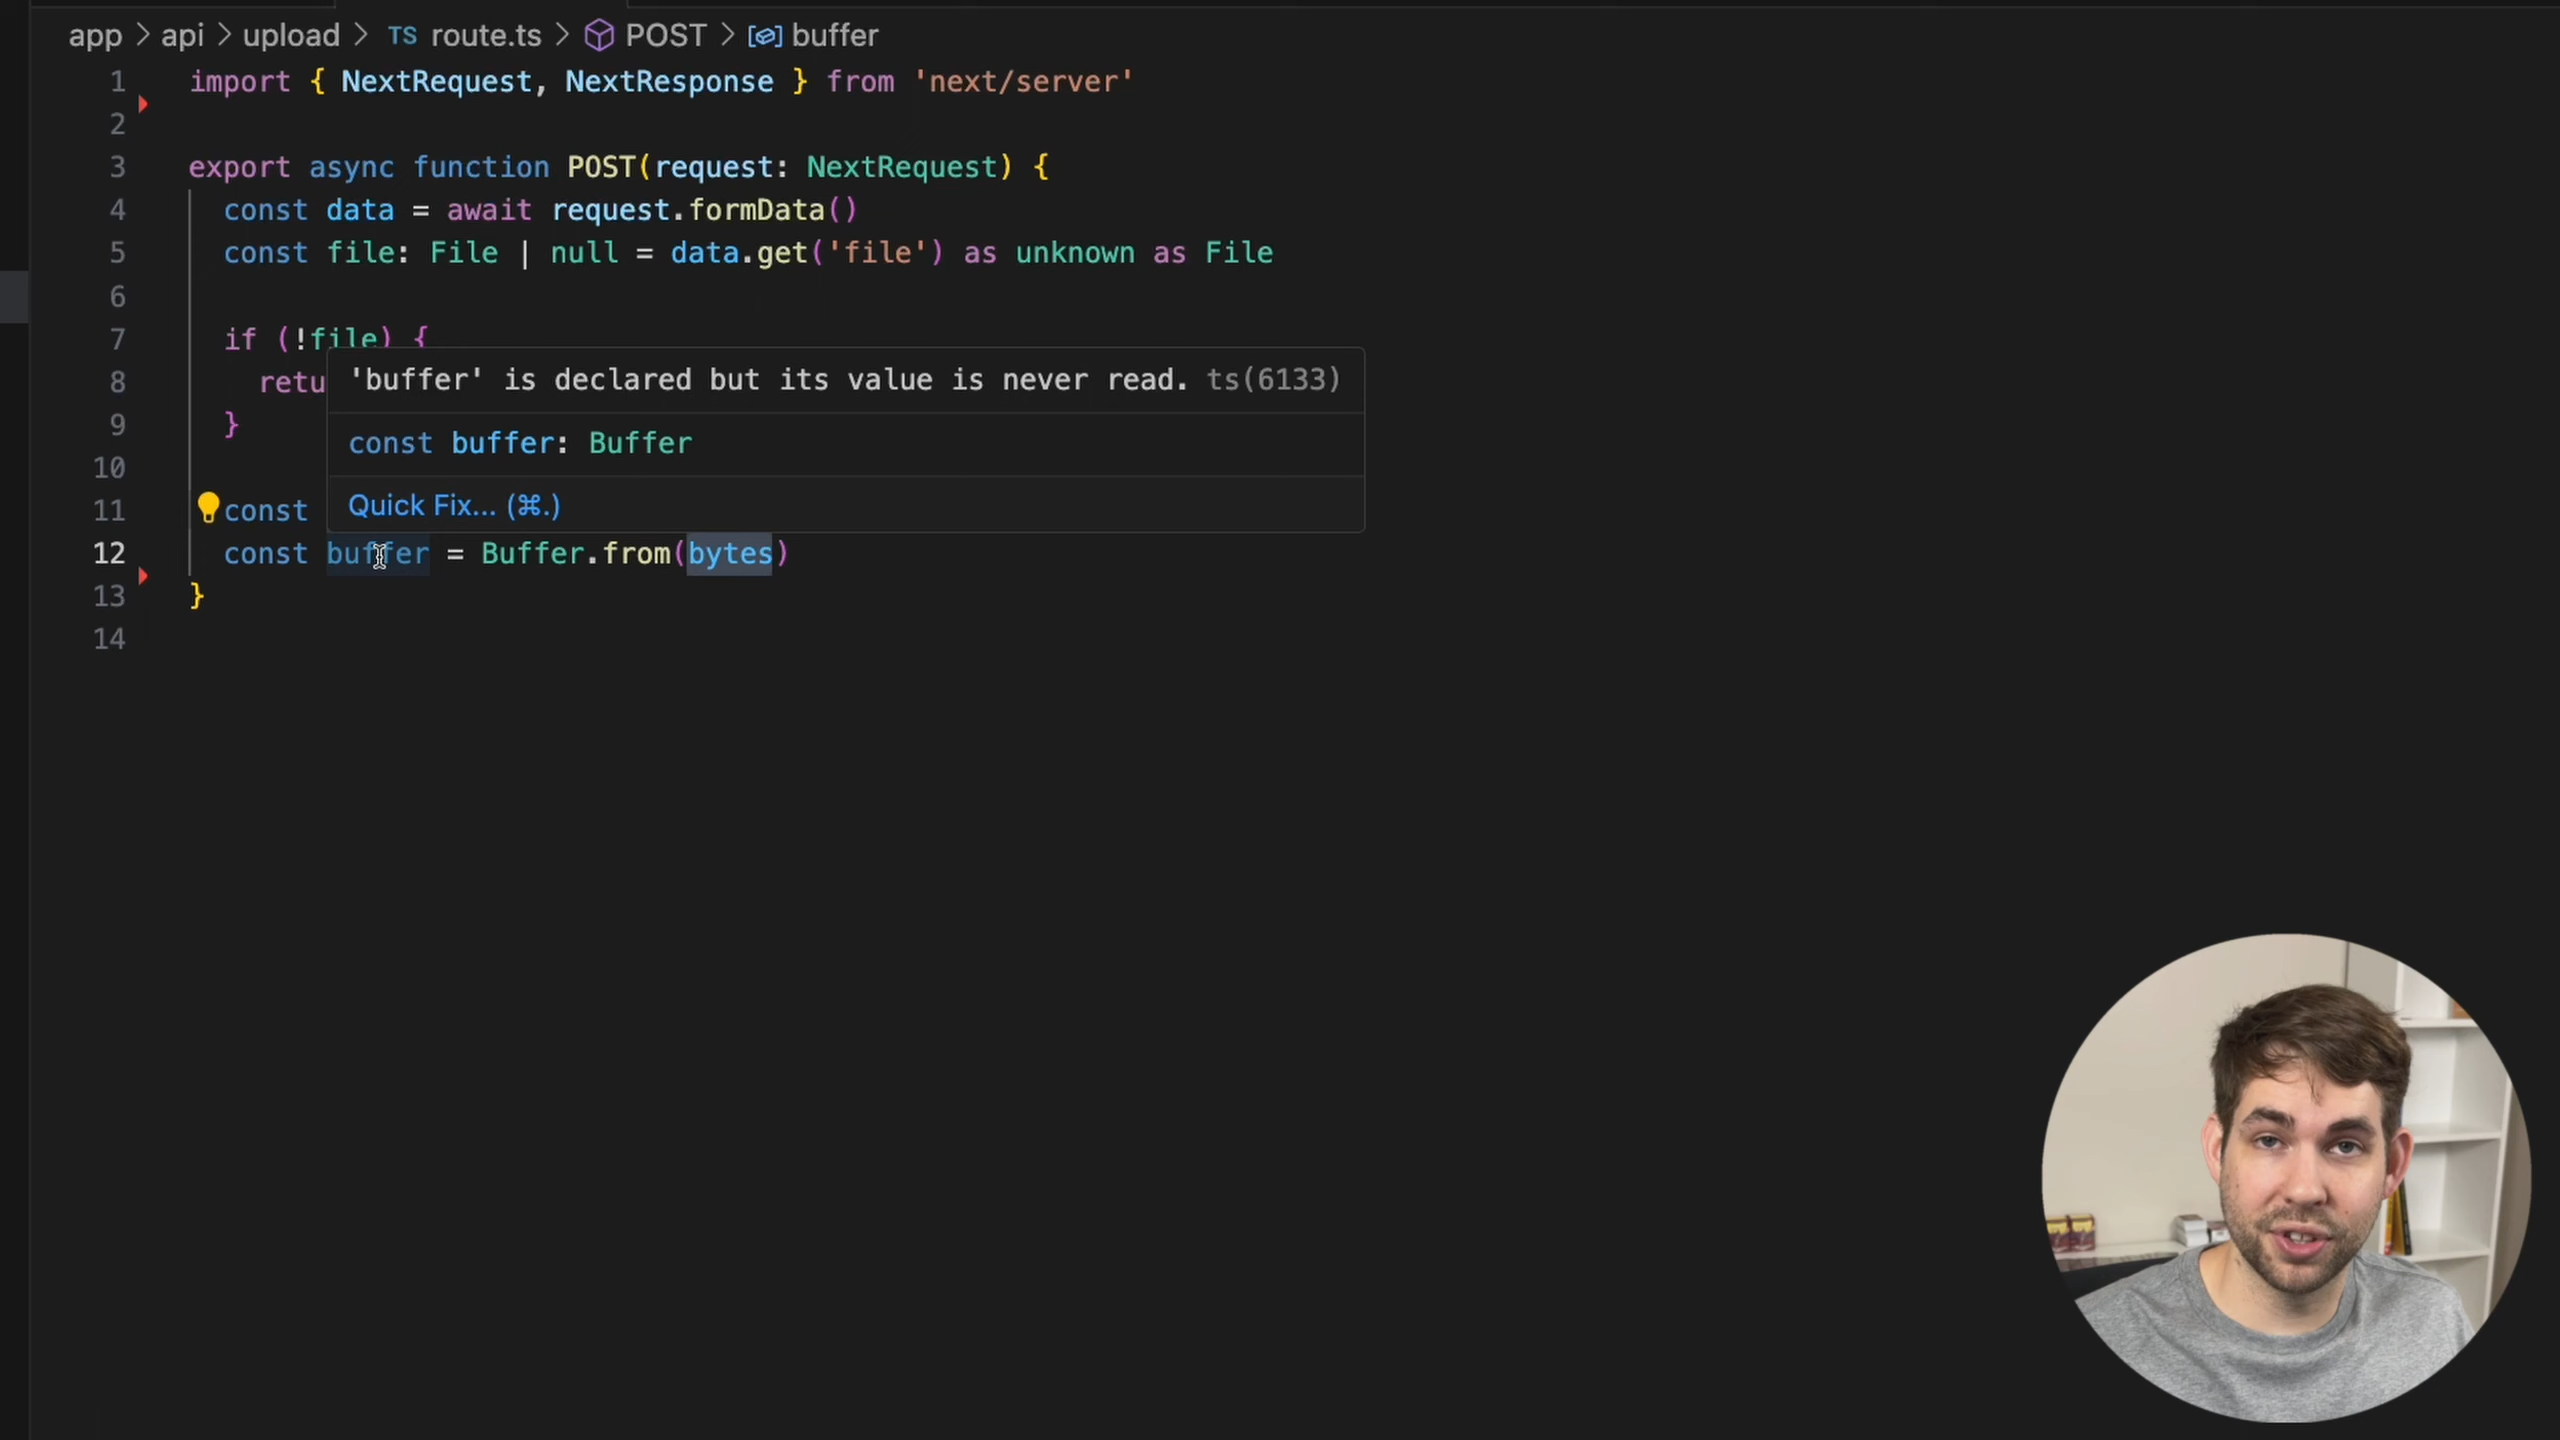 app > api > upload > TS route.ts > POST > buffer
1 import { NextRequest, NextResponse } from 'next/server'
2
3 export async function POST(request: NextRequest) {
4 const data = await request.formData()
5 const file: File | null = data.get('file') as unknown as File
6
7 if (!file) {
8 retu
'buffer' is declared but its value is never read. ts(6133)
9 }
const buffer: Buffer
10
11 const
Quick Fix... (⌘.)
12 const buffer = Buffer.from(bytes)
13 }
14